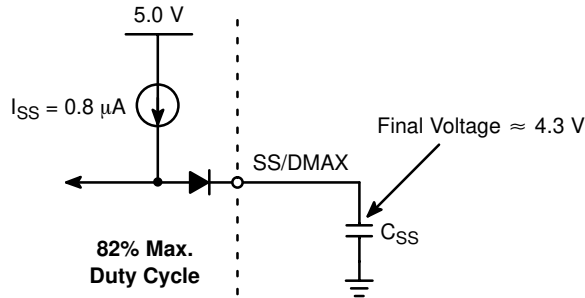 5.0 V
I_SS = 0.8 μA
Final Voltage ≈ 4.3 V
SS/DMAX
C_SS
82% Max.
Duty Cycle